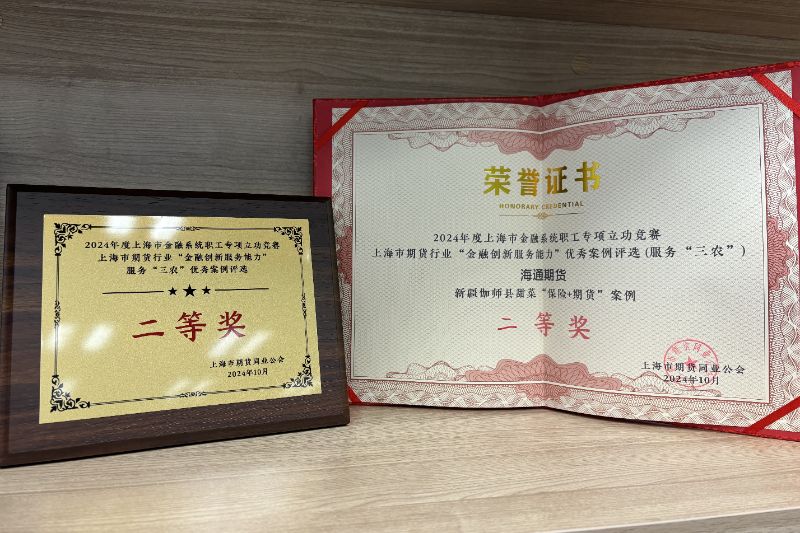 2024年度上海市金融系统职工专项立功竞赛
上海市期货行业“金融创新服务能力”
服务“三农”优秀案例评选
二等奖
上海市期货同业公会
2024年10月
荣誉证书
HONORARY CREDENTIAL
2024年度上海市金融系统职工专项立功竞赛
上海市期货行业“金融创新服务能力”优秀案例评选(服务“三农”)
海通期货
新疆伽师县甜菜“保险+期货”案例
二等奖
上海市期货同业公会
2024年10月